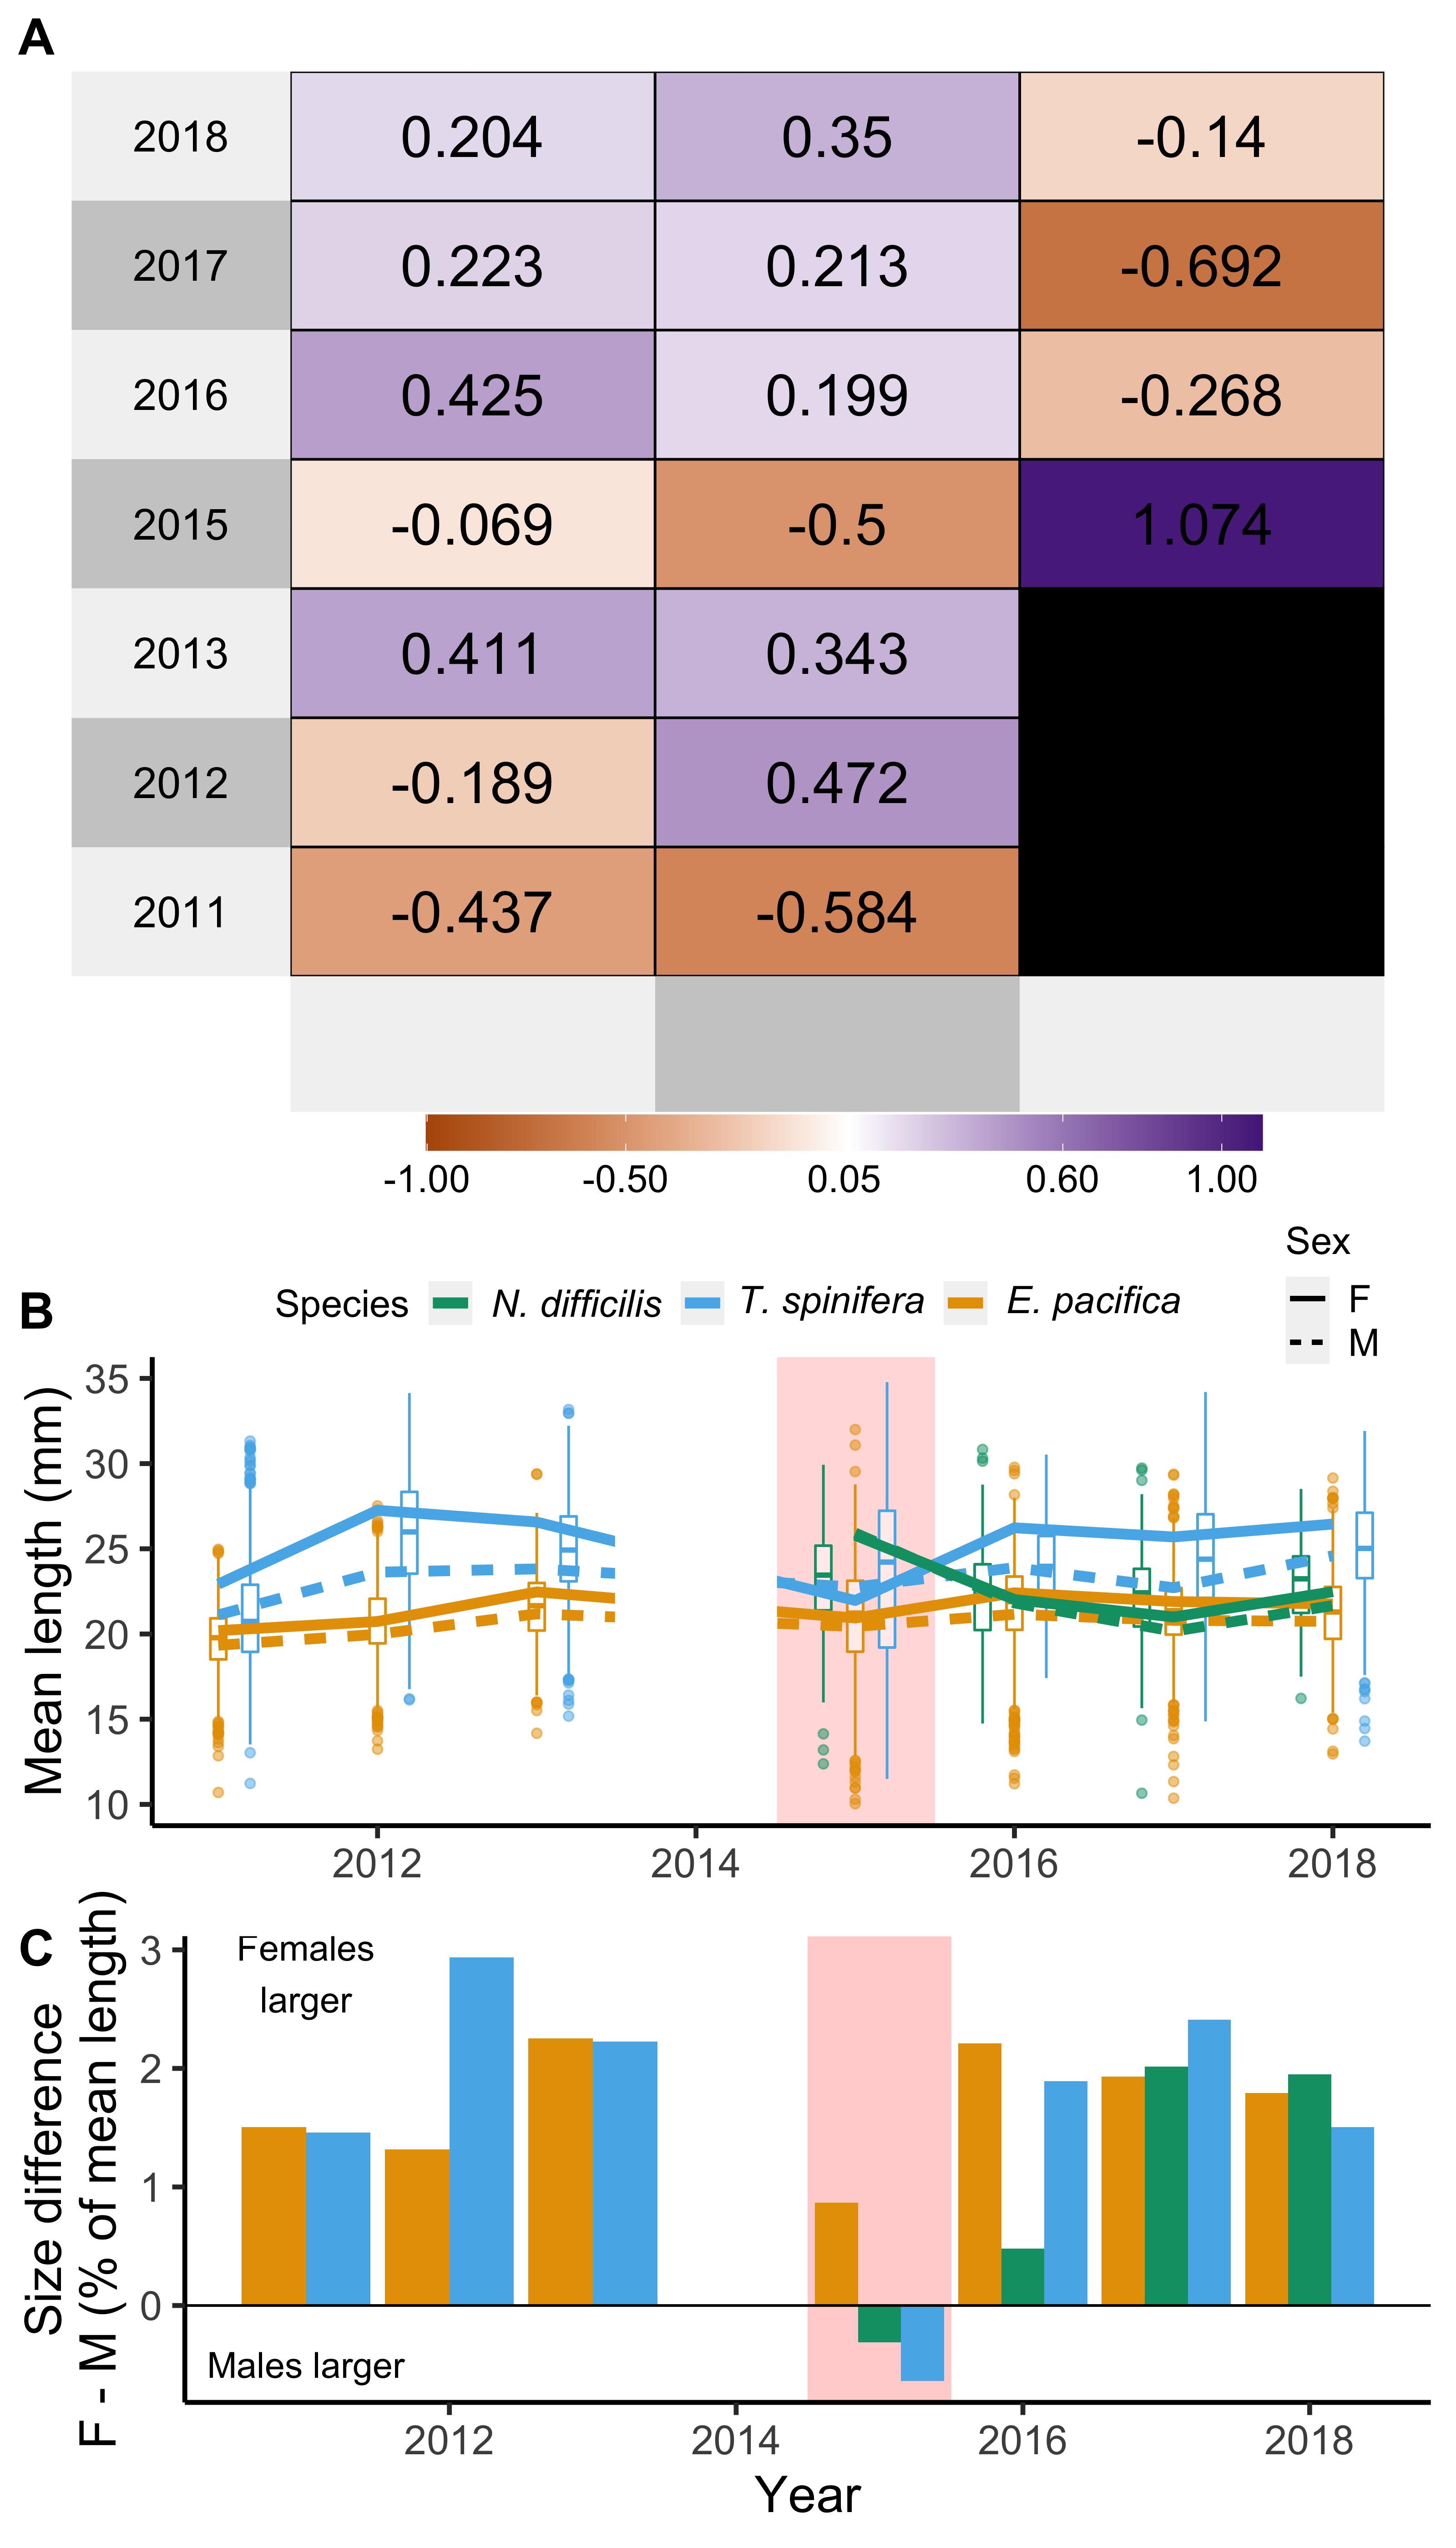 A
2018 0.204 0.35 -0.14
2017 0.223 0.213 -0.692
2016 0.425 0.199 -0.268
2015 -0.069 -0.5 1.074
2013 0.411 0.343
2012 -0.189 0.472
2011 -0.437 -0.584
-1.00 -0.50 0.05 0.60 1.00
Sex
F
M
B
Species N. difficilis T. spinifera E. pacifica
Mean length (mm)
35
30
25
20
15
10
2012 2014 2016 2018
C
Size difference
F - M (% of mean length)
3
2
1
0
Females
larger
Males larger
2012 2014 2016 2018
Year